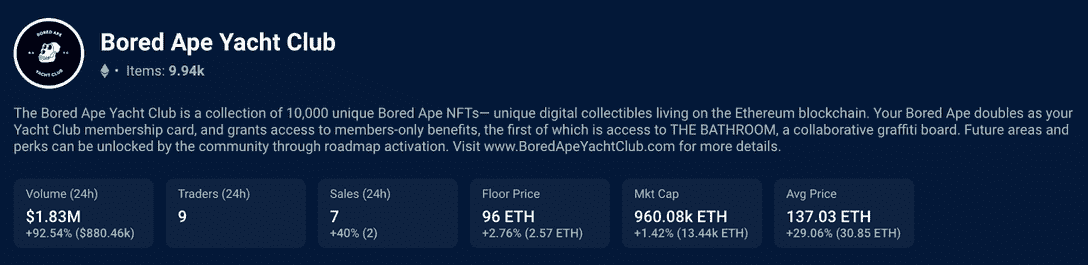 BORED APE
YACHT CLUB
Bored Ape Yacht Club
• Items: 9.94k
The Bored Ape Yacht Club is a collection of 10,000 unique Bored Ape NFTs— unique digital collectibles living on the Ethereum blockchain. Your Bored Ape doubles as your
Yacht Club membership card, and grants access to members-only benefits, the first of which is access to THE BATHROOM, a collaborative graffiti board. Future areas and
perks can be unlocked by the community through roadmap activation. Visit www.BoredApeYachtClub.com for more details.
Volume (24h)
$1.83M
+92.54% ($880.46k)
Traders (24h)
9
Sales (24h)
7
+40% (2)
Floor Price
96 ETH
+2.76% (2.57 ETH)
Mkt Cap
960.08k ETH
+1.42% (13.44k ETH)
Avg Price
137.03 ETH
+29.06% (30.85 ETH)